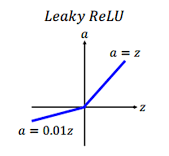 Leaky ReLU
a
a = z
z
a = 0.01z